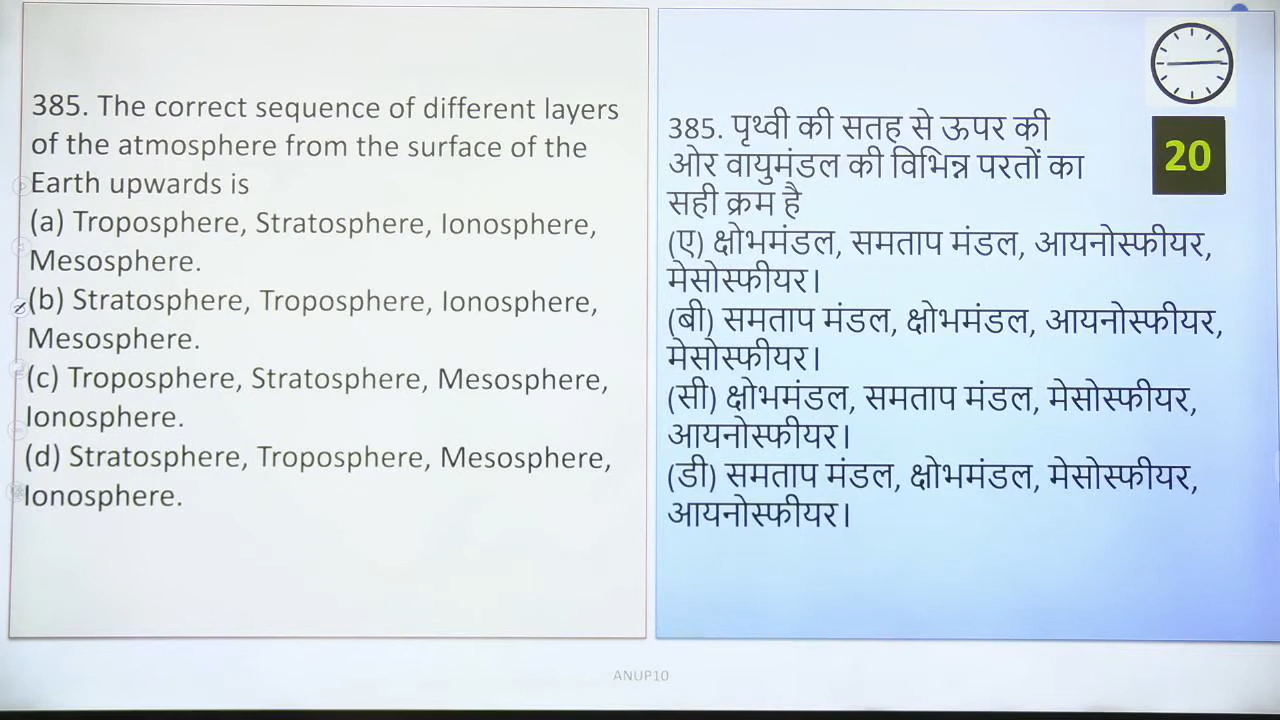 385. The correct sequence of different layers
of the atmosphere from the surface of the
Earth upwards is
(a) Troposphere, Stratosphere, Ionosphere,
Mesosphere.
(b) Stratosphere, Troposphere, Ionosphere,
Mesosphere.
(c) Troposphere, Stratosphere, Mesosphere,
Ionosphere.
(d) Stratosphere, Troposphere, Mesosphere,
Ionosphere.
385. पृथ्वी की सतह से ऊपर की
ओर वायुमंडल की विभिन्न परतों का
सही क्रम है
(ए) क्षोभमंडल, समताप मंडल, आयनोस्फीयर,
मेसोस्फीयर।
(बी) समताप मंडल, क्षोभमंडल, आयनोस्फीयर,
मेसोस्फीयर।
(सी) क्षोभमंडल, समताप मंडल, मेसोस्फीयर,
आयनोस्फीयर।
(डी) समताप मंडल, क्षोभमंडल, मेसोस्फीयर,
आयनोस्फीयर।
20
ANUP10